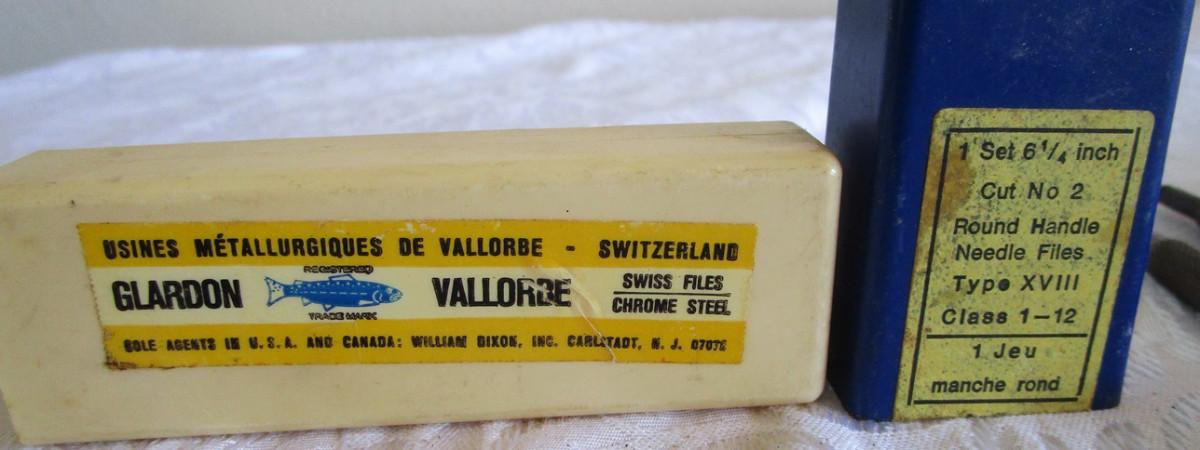 USINES MÉTALLURGIQUES DE VALLORBE - SWITZERLAND
REGISTERED
GLARDON VALLORBE
TRADE MARK
SWISS FILES
CHROME STEEL
SOLE AGENTS IN U.S.A. AND CANADA: WILLIAM DIXON, INC. CARLSTADT, N. J. 07072
1 Set 6 1/4 inch
Cut No 2
Round Handle
Needle Files
Type XVIII
Class 1-12
1 Jeu
manche rond